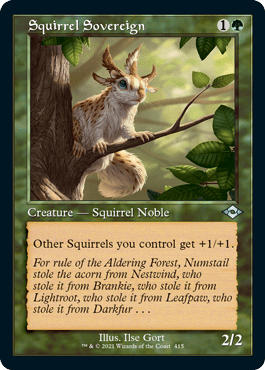 Squirrel Sovereign 1
Creature — Squirrel Noble
Other Squirrels you control get +1/+1.
For rule of the Aldering Forest, Numstail
stole the acorn from Nestwind, who
stole it from Brankie, who stole it from
Lightroot, who stole it from Leafpaw, who
stole it from Darkfur . . .
Illus. Ilse Gort
™ & © 2021 Wizards of the Coast 415
2/2